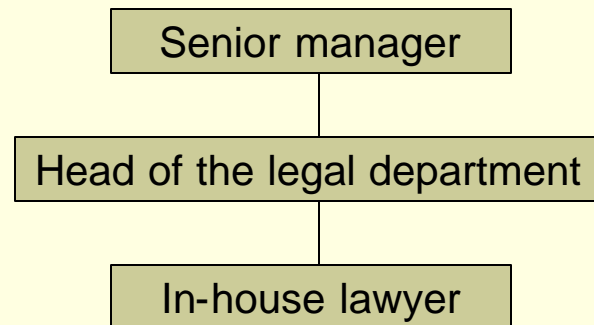 Senior manager
Head of the legal department
In-house lawyer